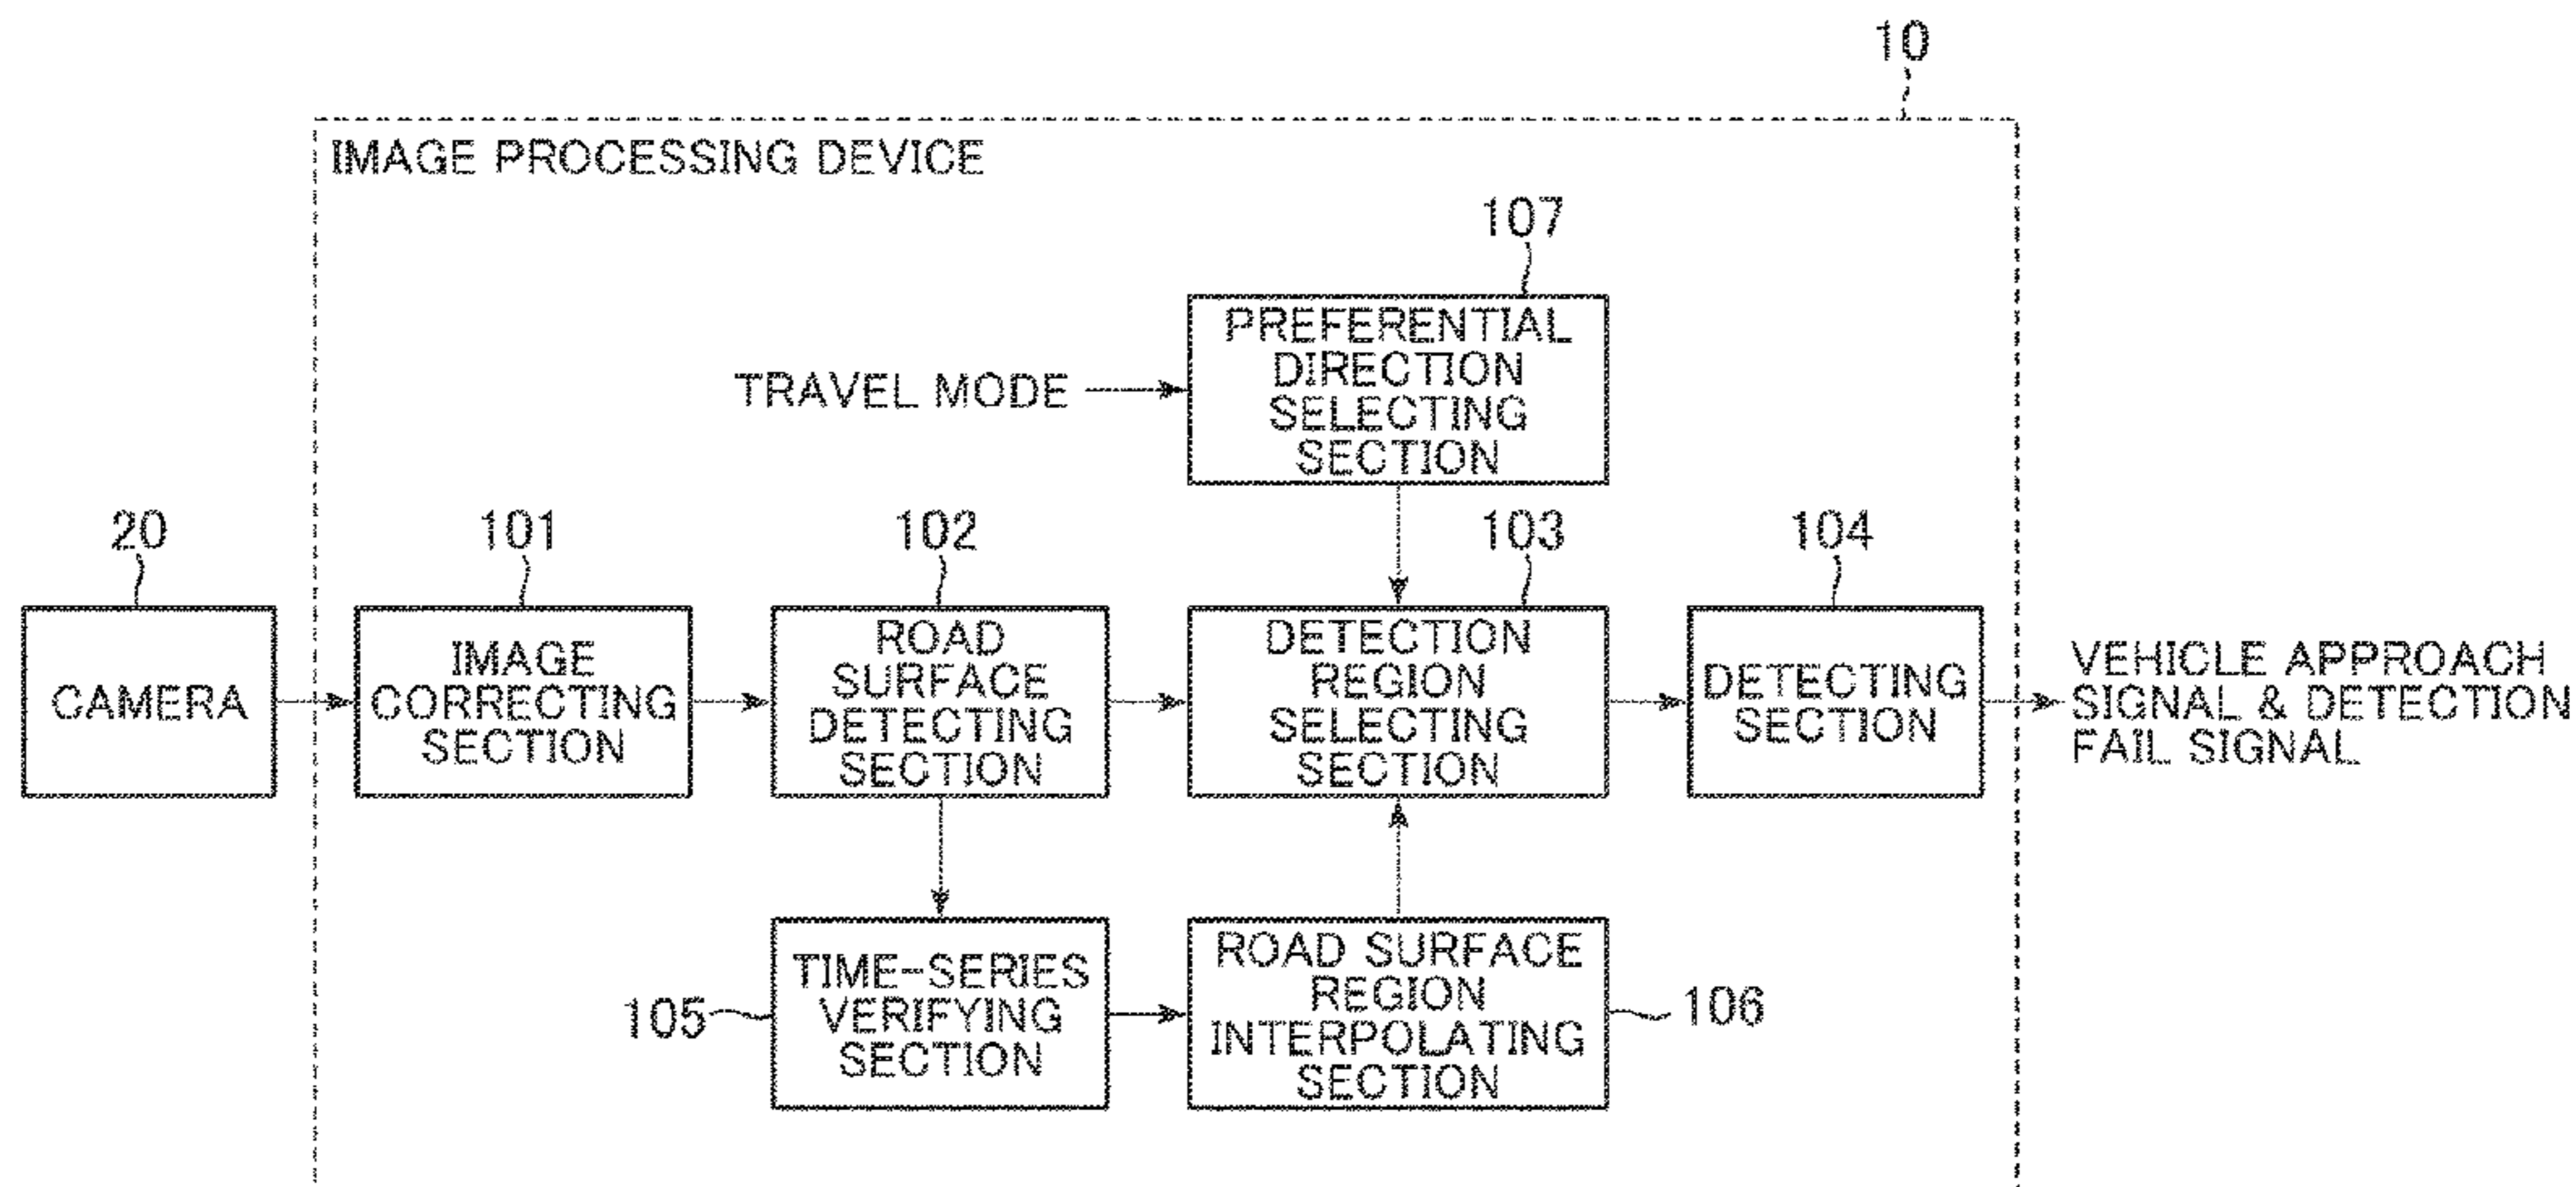 10
IMAGE PROCESSING DEVICE
107
PREFERENTIAL
DIRECTION
SELECTING
SECTION
TRAVEL MODE
20
101
102
103
104
CAMERA
IMAGE
CORRECTING
SECTION
ROAD
SURFACE
DETECTING
SECTION
DETECTION
REGION
SELECTING
SECTION
DETECTING
SECTION
VEHICLE APPROACH
SIGNAL & DETECTION
FAIL SIGNAL
105
TIME-SERIES
VERIFYING
SECTION
ROAD SURFACE
REGION
INTERPOLATING
SECTION
106